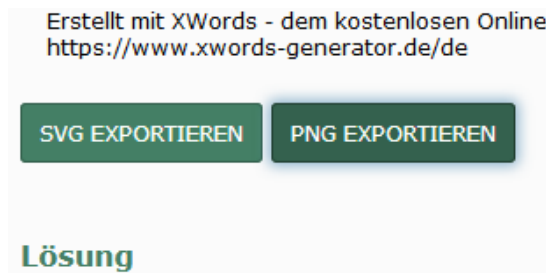 Erstellt mit XWords - dem kostenlosen Online
https://www.xwords-generator.de/de
SVG EXPORTIEREN PNG EXPORTIEREN
Lösung